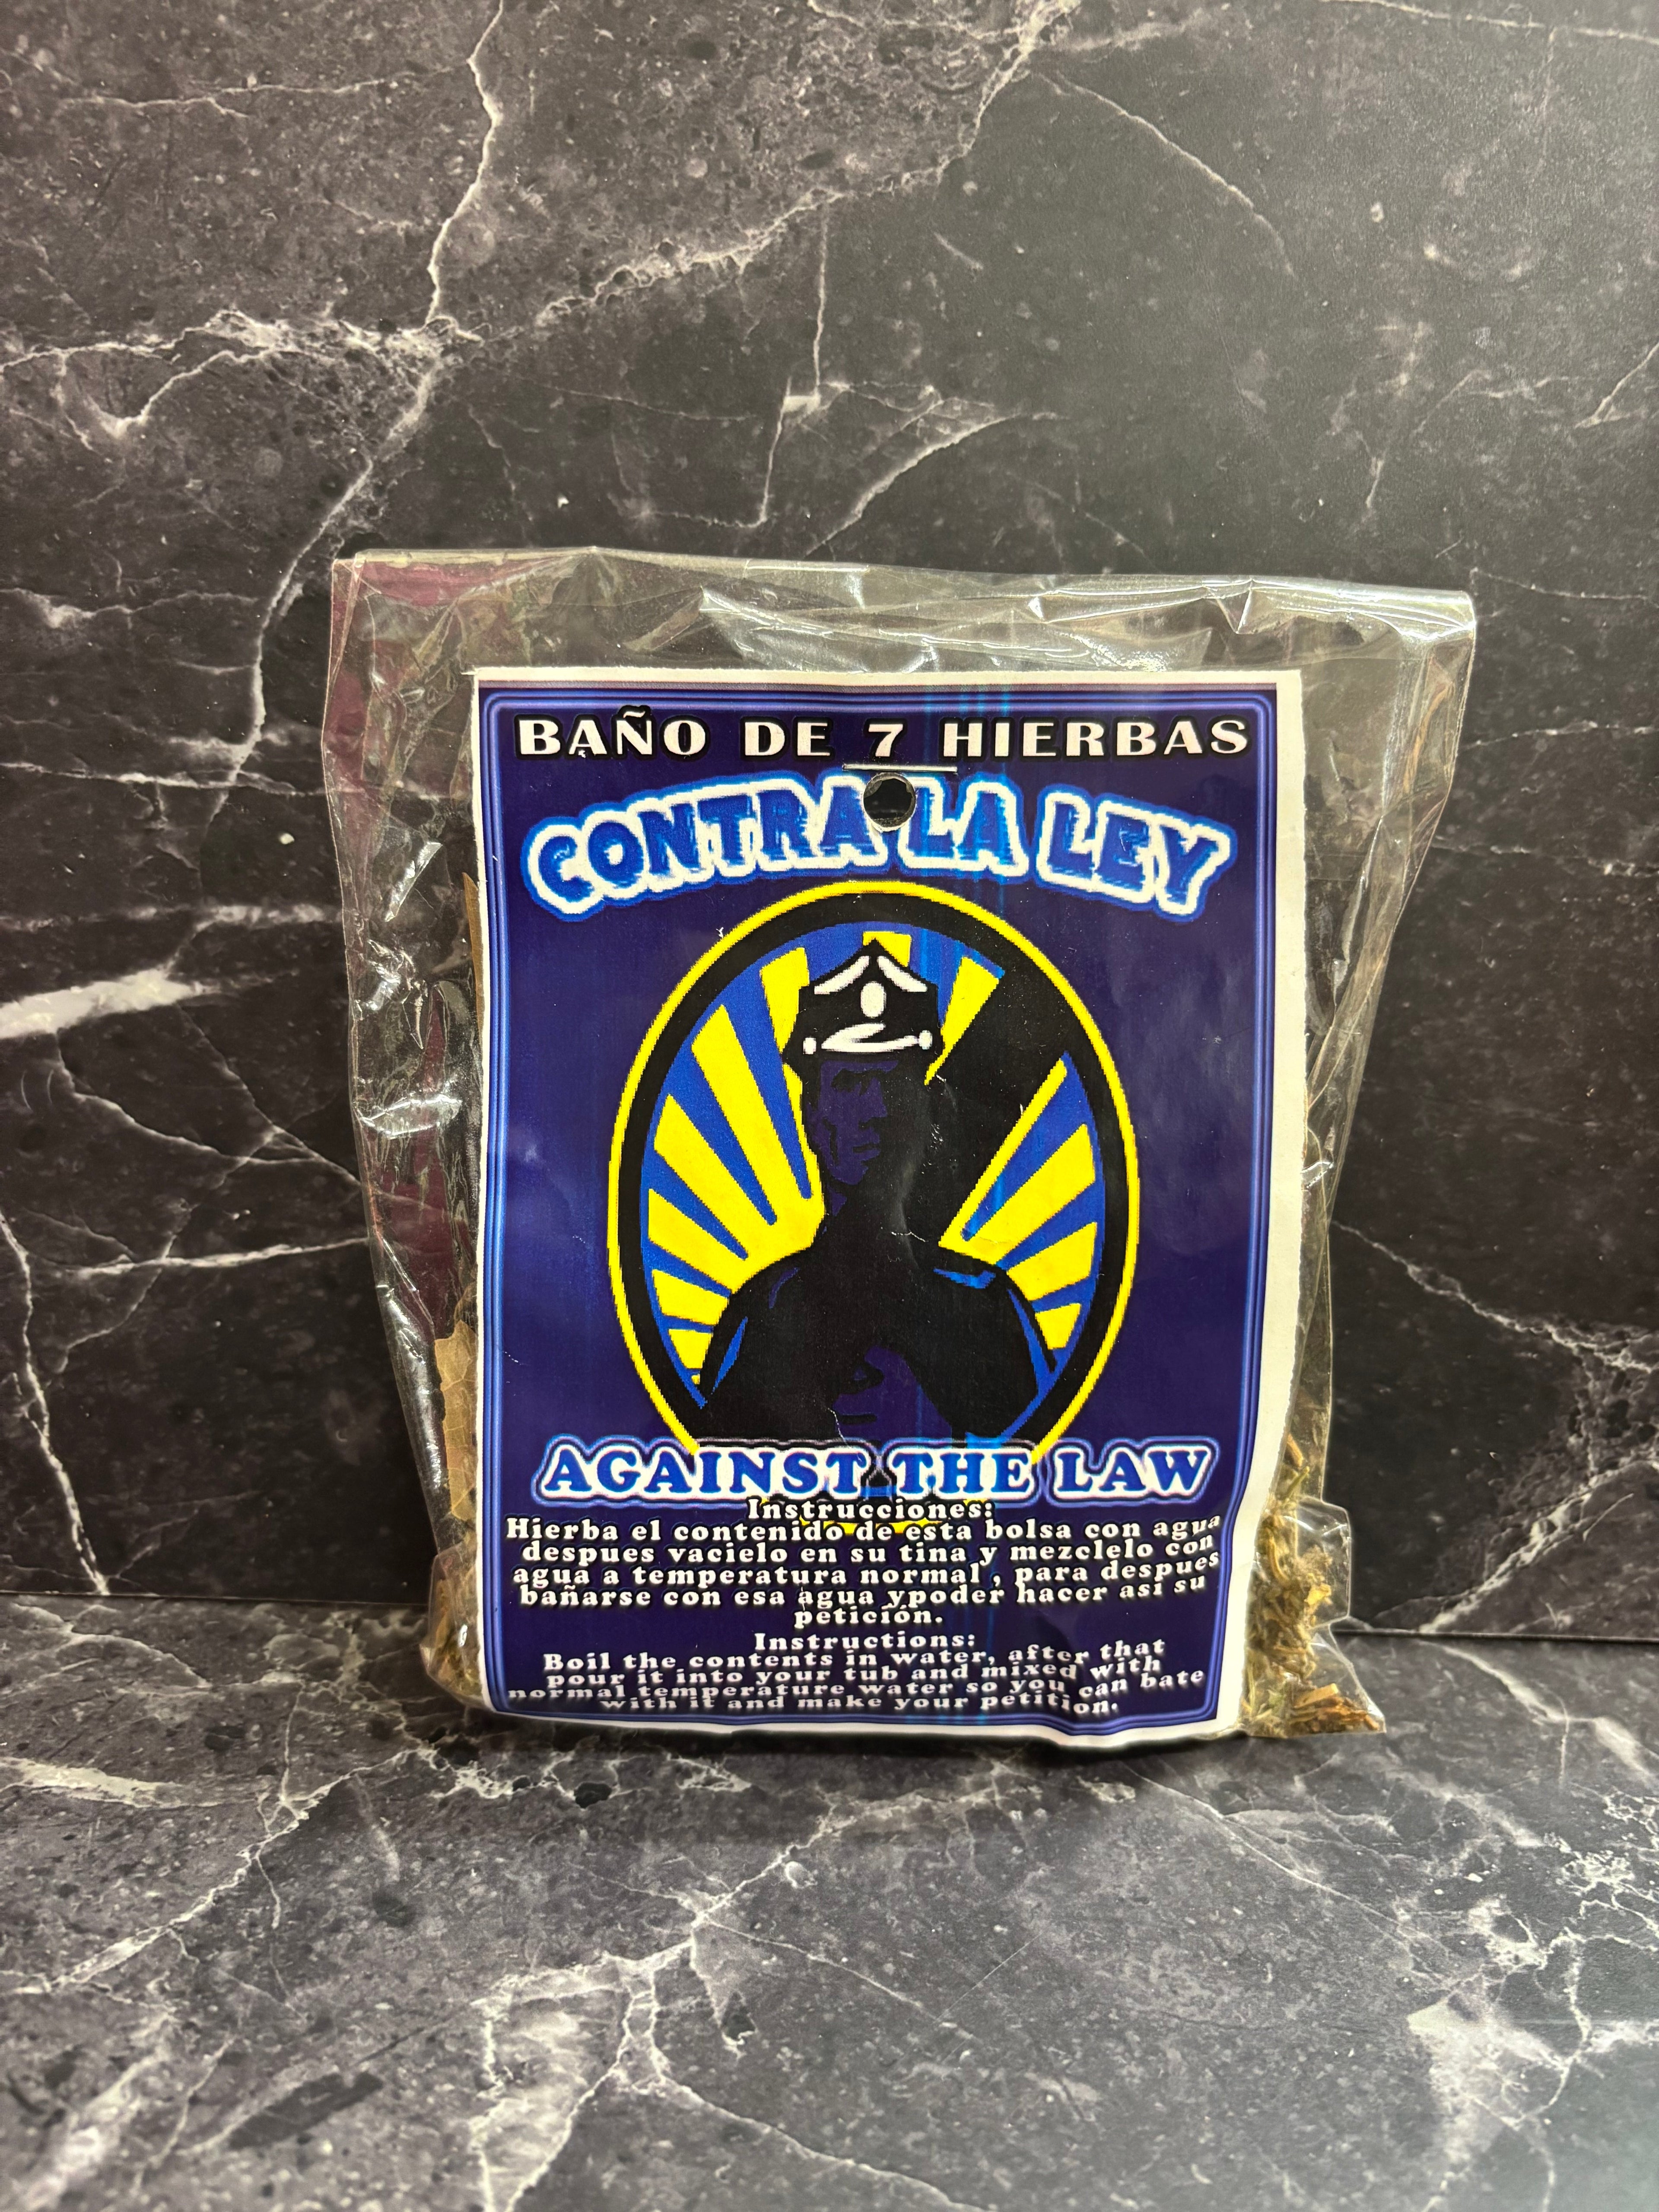 BAÑO DE 7 HIERBAS
CONTRA LA LEY
AGAINST THE LAW
Instrucciones:
Hierba el contenido de esta bolsa con agua
despues vacielo en su tina y mezclelo con
agua a temperatura normal , para despues
bañarse con esa agua ypoder hacer asi su
petición.
Instructions:
Boil the contents in water, after that
pour it into your tub and mixed with
normal temperature water so you can bate
with it and make your petition.